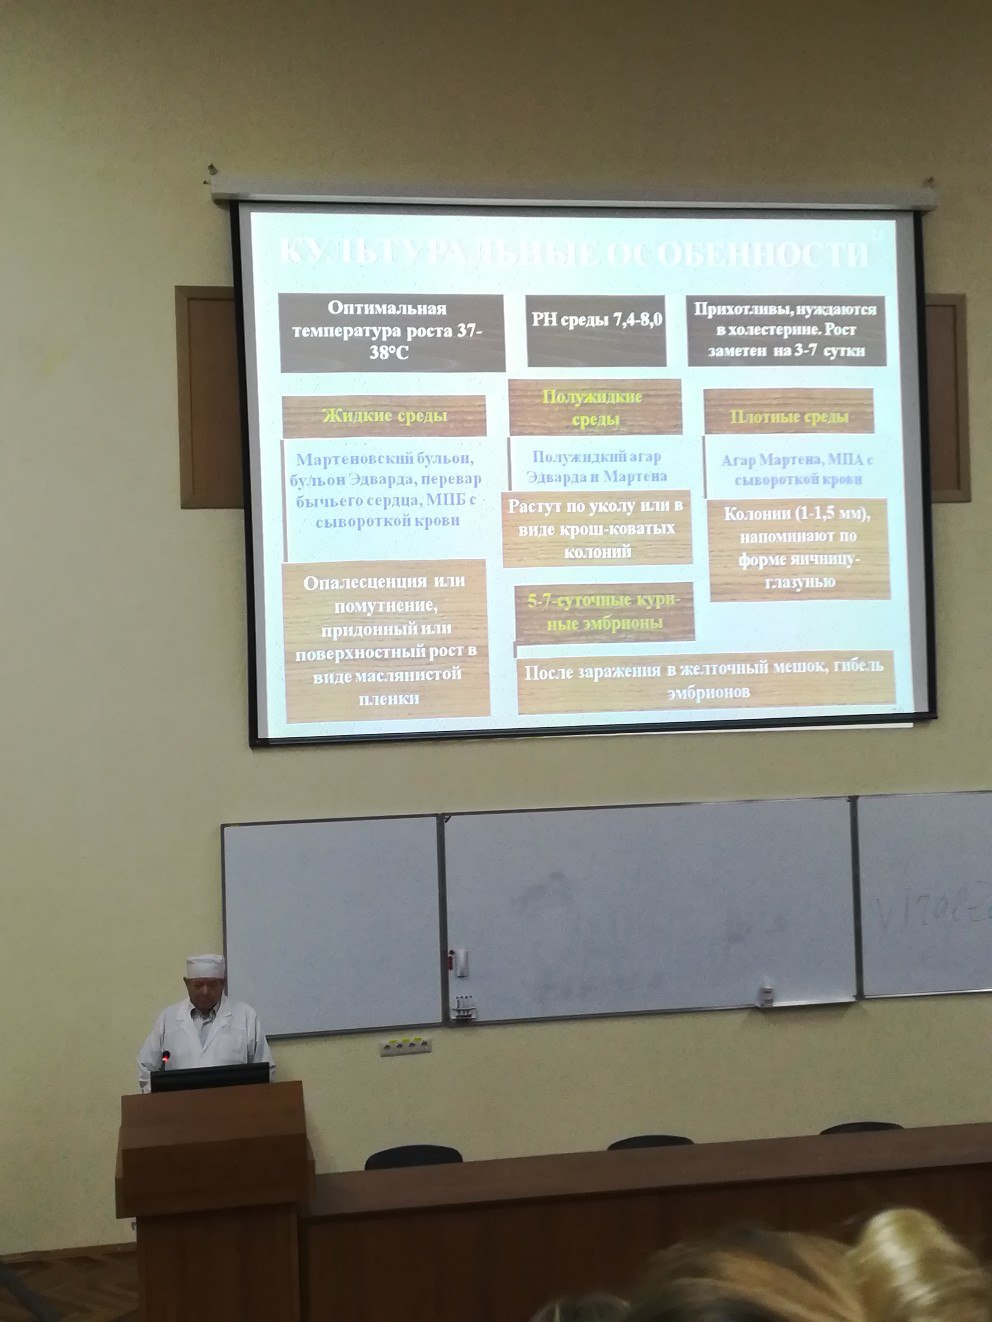 КУЛЬТУРАЛЬНЫЕ ОСОБЕННОСТИ
Оптимальная
температура роста 37-
38°С
РН среды 7,4-8,0
Прихотливы, нуждаются
в холестерине. Рост
заметен на 3-7 сутки
Жидкие среды
Мартеновский бульон,
бульон Эдварда, перевар
бычьего сердца, МПБ с
сывороткой крови
Опалесценция или
помутнение,
придонный или
поверхностный рост в
виде маслянистой
пленки
Полужидкие
среды
Полужидкий агар
Эдварда и Мартена
Растут по уколу или в
виде крош-коватых
колоний
Плотные среды
Агар Мартена, МПА с
сывороткой крови
Колонии (1-1,5 мм),
напоминают по
форме яичницу-
глазунью
5-7-суточные кури-
ные эмбрионы
После заражения в желточный мешок, гибель
эмбрионов